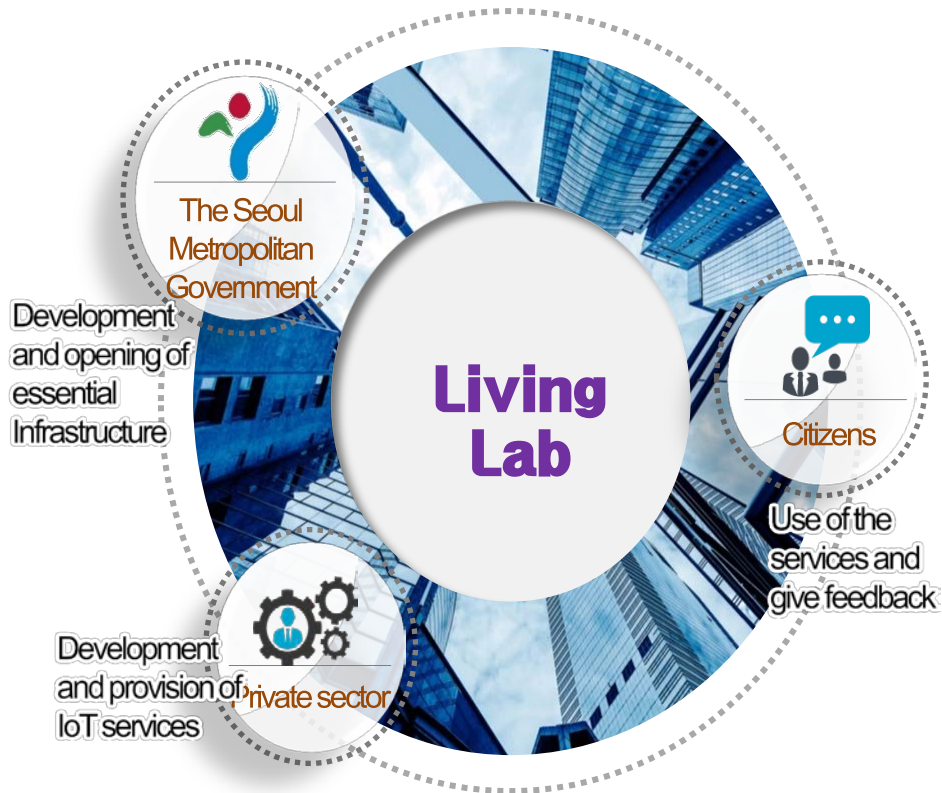 The Seoul
Metropolitan
Government
Development
and opening of
essential
Infrastructure
Living
Lab
Citizens
Use of the
services and
give feedback
Development
and provision of
IoT services
Private sector